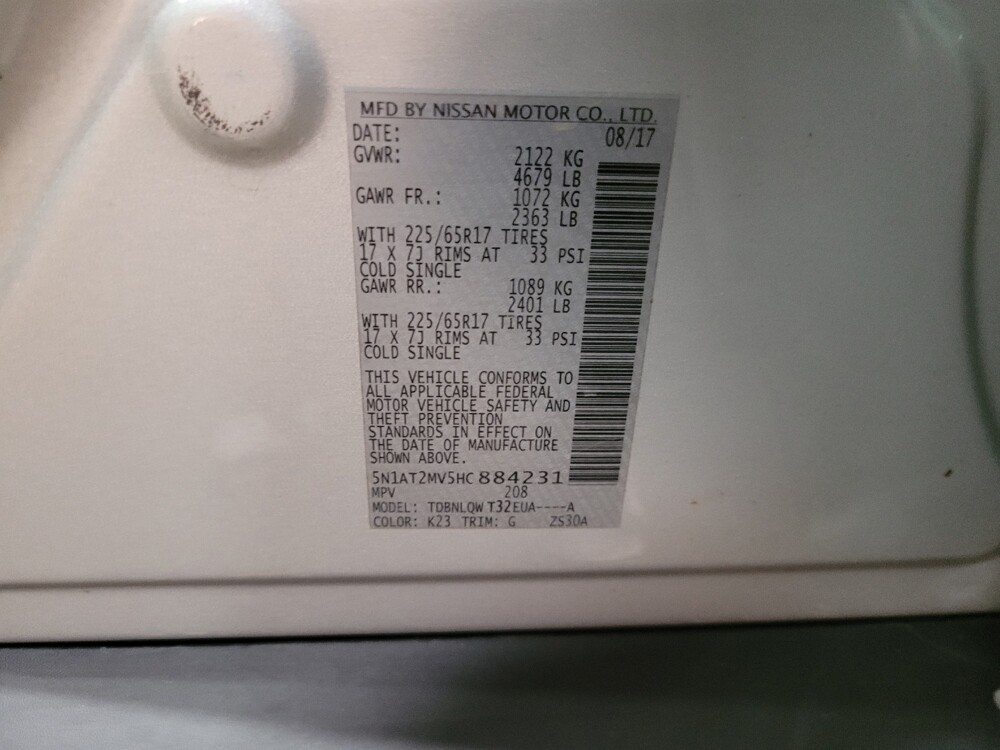 MFD BY NISSAN MOTOR CO., LTD.
DATE: 08/17
GVWR: 2122 KG
4679 LB
GAWR FR.: 1072 KG
2363 LB
WITH 225/65R17 TIRES
17 X 7J RIMS AT 33 PSI
COLD SINGLE
GAWR RR.: 1089 KG
2401 LB
WITH 225/65R17 TIRES
17 X 7J RIMS AT 33 PSI
COLD SINGLE
THIS VEHICLE CONFORMS TO
ALL APPLICABLE FEDERAL
MOTOR VEHICLE SAFETY AND
THEFT PREVENTION
STANDARDS IN EFFECT ON
THE DATE OF MANUFACTURE
SHOWN ABOVE.
5N1AT2MV5HC884231
MPV 208
MODEL: TDBNLQW T32EUA----A
COLOR: K23 TRIM: G ZS30A